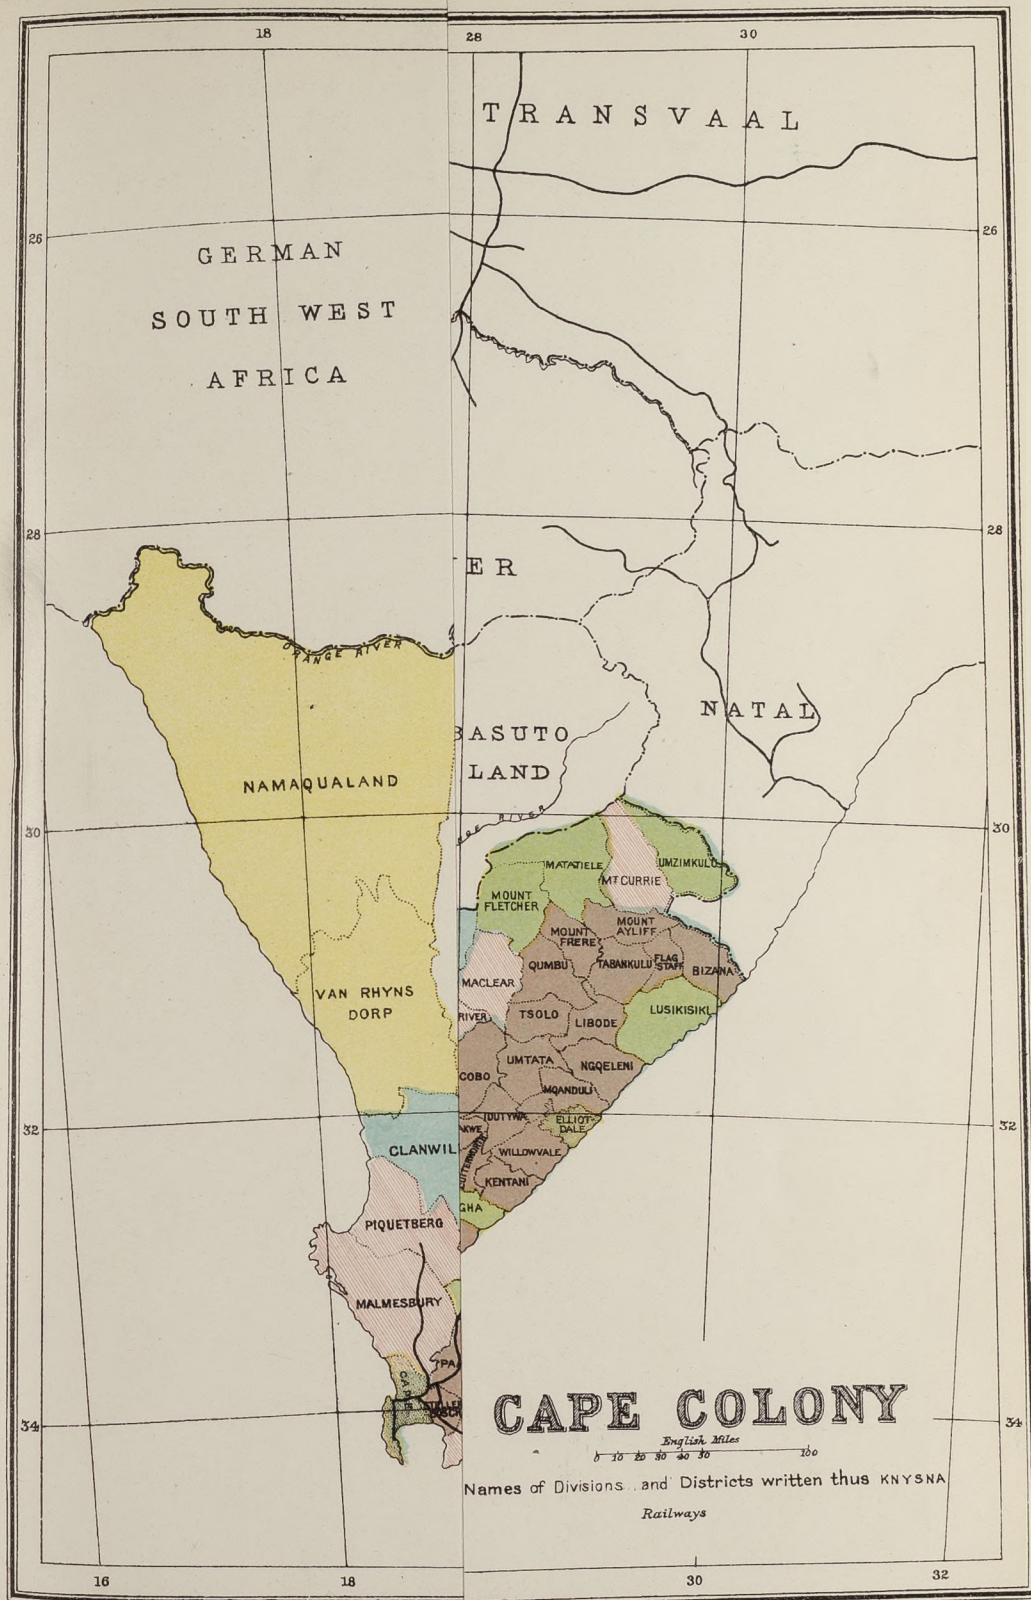 18
28
30
TRANSVAAL
26
26
GERMAN
SOUTH WEST
AFRICA
28
28
ER
ORANGE RIVER
NATAL
BASUTO
LAND
NAMAQUALAND
RIVER
30
30
MATATIELE
UMZIMKULU
MT CURRIE
MOUNT
FLETCHER
MOUNT
AYLIFF
MOUNT
FRERE
QUMBU
TABANKULU
FLAG
STAFF
BIZANA
MACLEAR
VAN RHYNS
DORP
RIVER
TSOLO
LIBODE
LUSIKISIKI
UMTATA
NGQELENI
COBO
MQANDULI
IDUTYWA
ELLIOT-
DALE
32
32
KWE
CLANWIL
WILLOWVALE
KENTANI
GHA
PIQUETBERG
MALMESBURY
PA
CAPE
34
34
CAPE COLONY
English Miles
0 10 20 30 40 50 100
Names of Divisions and Districts written thus KNYSNA
Railways
16
18
30
32